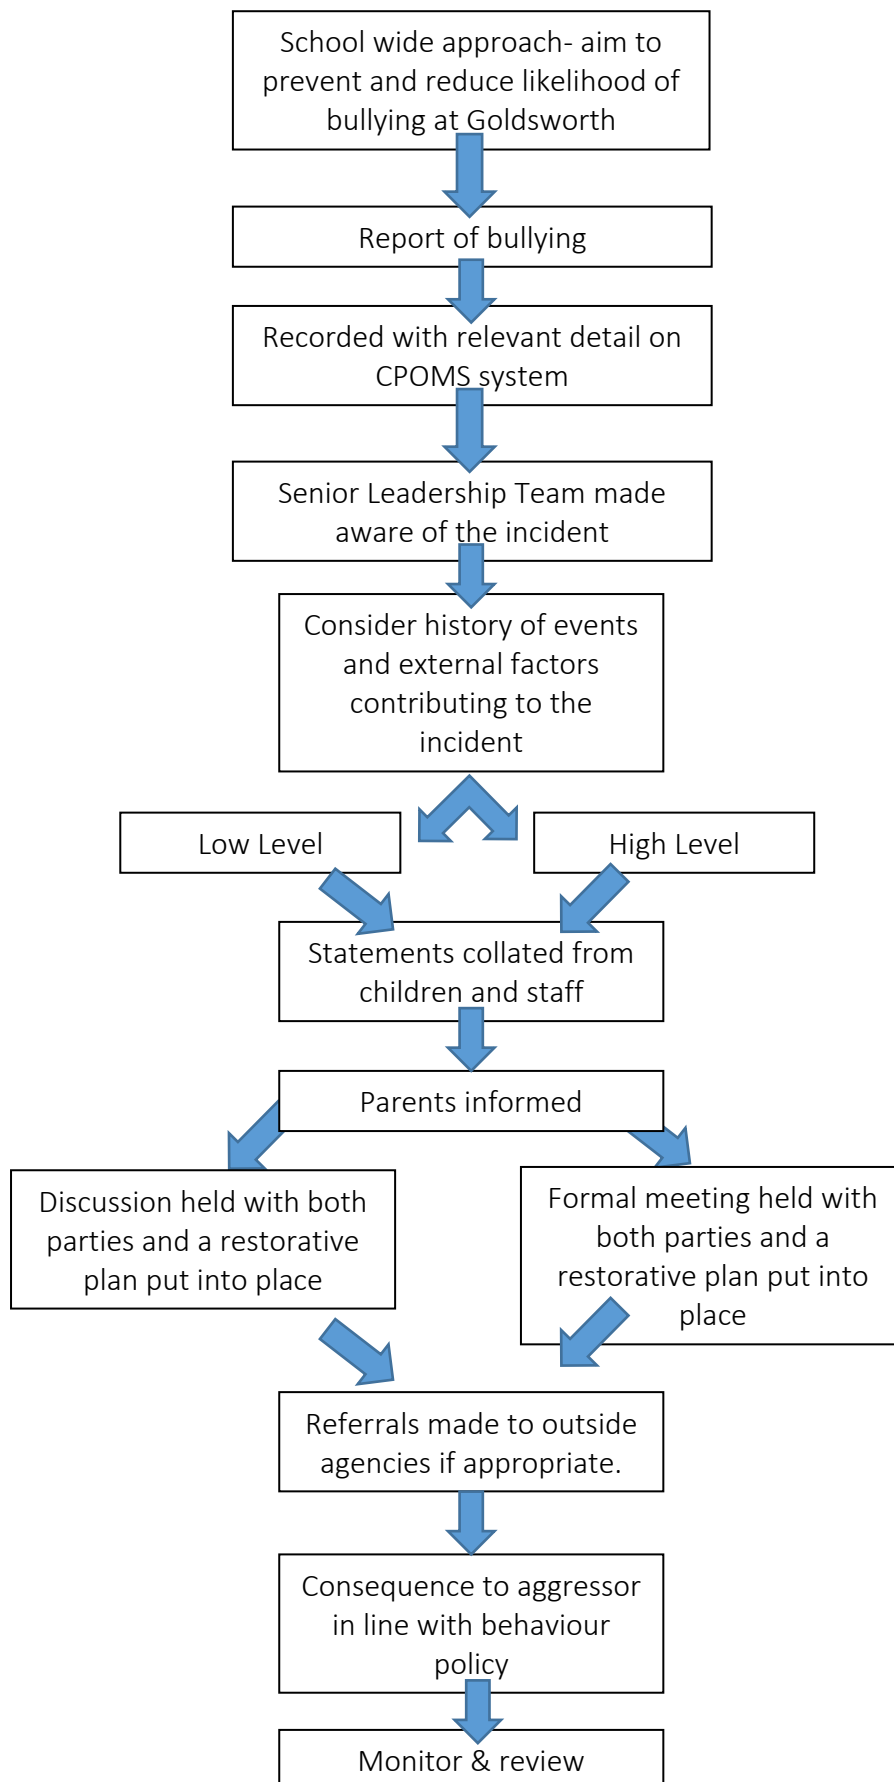 School wide approach- aim to
prevent and reduce likelihood of
bullying at Goldsworth
Report of bullying
Recorded with relevant detail on
CPOMS system
Senior Leadership Team made
aware of the incident
Consider history of events
and external factors
contributing to the
incident
Low Level
High Level
Statements collated from
children and staff
Parents informed
Discussion held with both
parties and a restorative
plan put into place
Formal meeting held with
both parties and a
restorative plan put into
place
Referrals made to outside
agencies if appropriate.
Consequence to aggressor
in line with behaviour
policy
Monitor & review